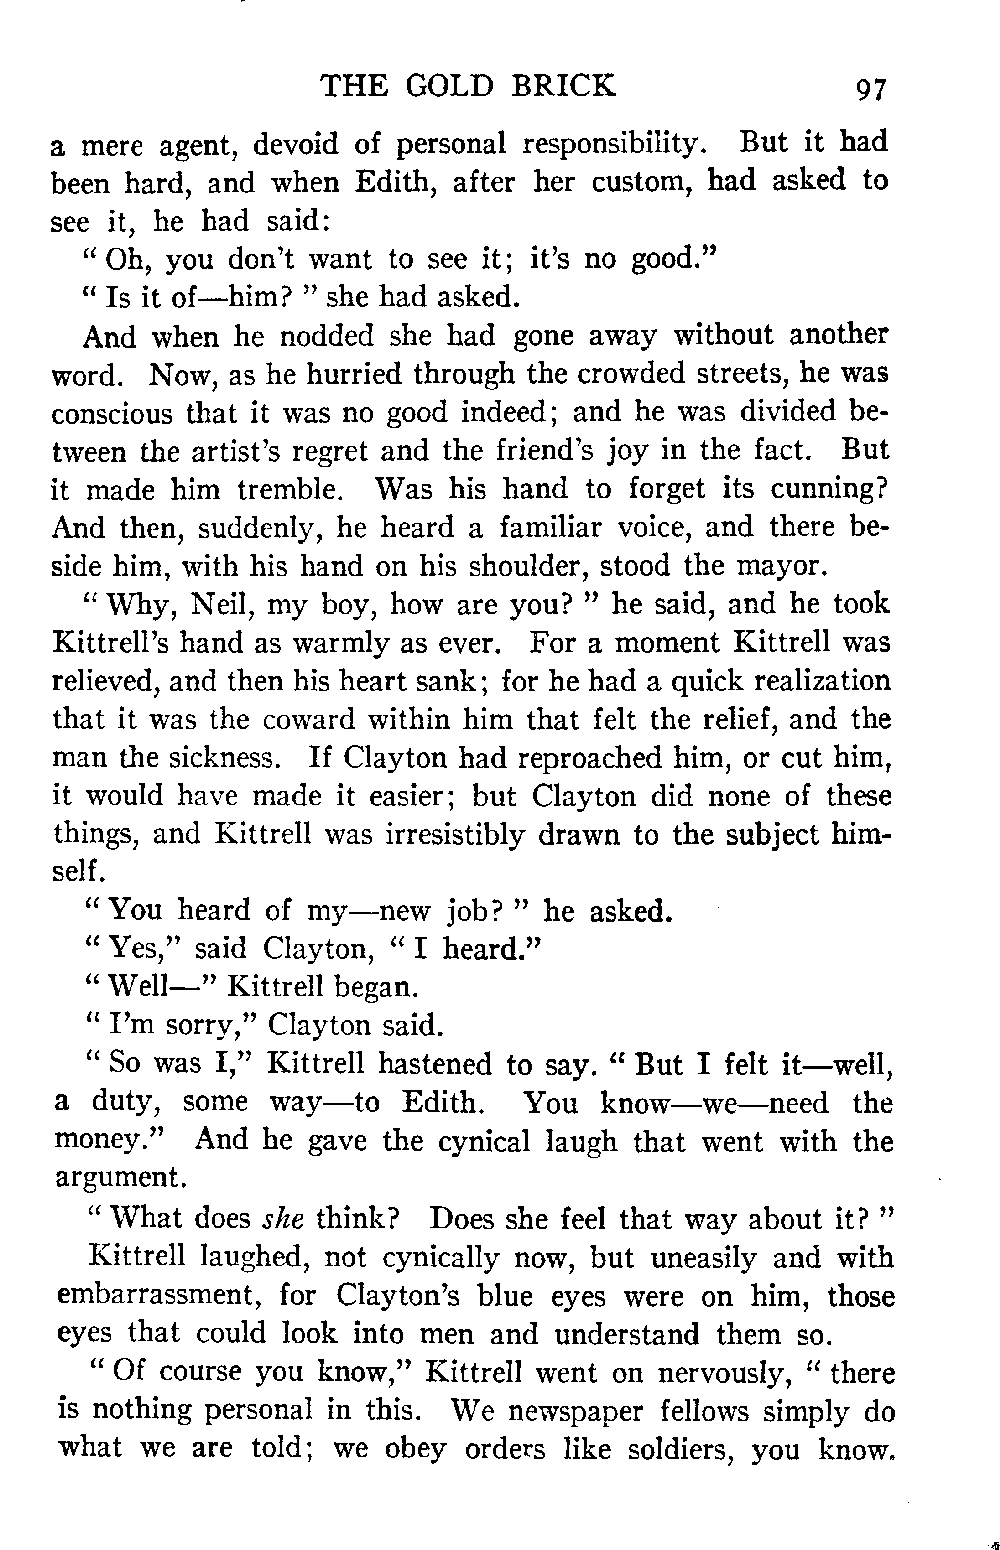 THE GOLD BRICK 97
a mere agent, devoid of personal responsibility. But it had
been hard, and when Edith, after her custom, had asked to
see it, he had said:
“ Oh, you don't want to see it; it's no good.”
“ Is it of—him? ” she had asked.
And when he nodded she had gone away without another
word. Now, as he hurried through the crowded streets, he was
conscious that it was no good indeed; and he was divided be-
tween the artist's regret and the friend's joy in the fact. But
it made him tremble. Was his hand to forget its cunning?
And then, suddenly, he heard a familiar voice, and there be-
side him, with his hand on his shoulder, stood the mayor.
“ Why, Neil, my boy, how are you? ” he said, and he took
Kittrell's hand as warmly as ever. For a moment Kittrell was
relieved, and then his heart sank; for he had a quick realization
that it was the coward within him that felt the relief, and the
man the sickness. If Clayton had reproached him, or cut him,
it would have made it easier; but Clayton did none of these
things, and Kittrell was irresistibly drawn to the subject him-
self.
“ You heard of my—new job? ” he asked.
“ Yes,” said Clayton, “ I heard.”
“ Well—” Kittrell began.
“ I'm sorry,” Clayton said.
“ So was I,” Kittrell hastened to say. “ But I felt it—well,
a duty, some way—to Edith. You know—we—need the
money.” And he gave the cynical laugh that went with the
argument.
“ What does she think? Does she feel that way about it? ”
Kittrell laughed, not cynically now, but uneasily and with
embarrassment, for Clayton's blue eyes were on him, those
eyes that could look into men and understand them so.
“ Of course you know,” Kittrell went on nervously, “ there
is nothing personal in this. We newspaper fellows simply do
what we are told; we obey orders like soldiers, you know.